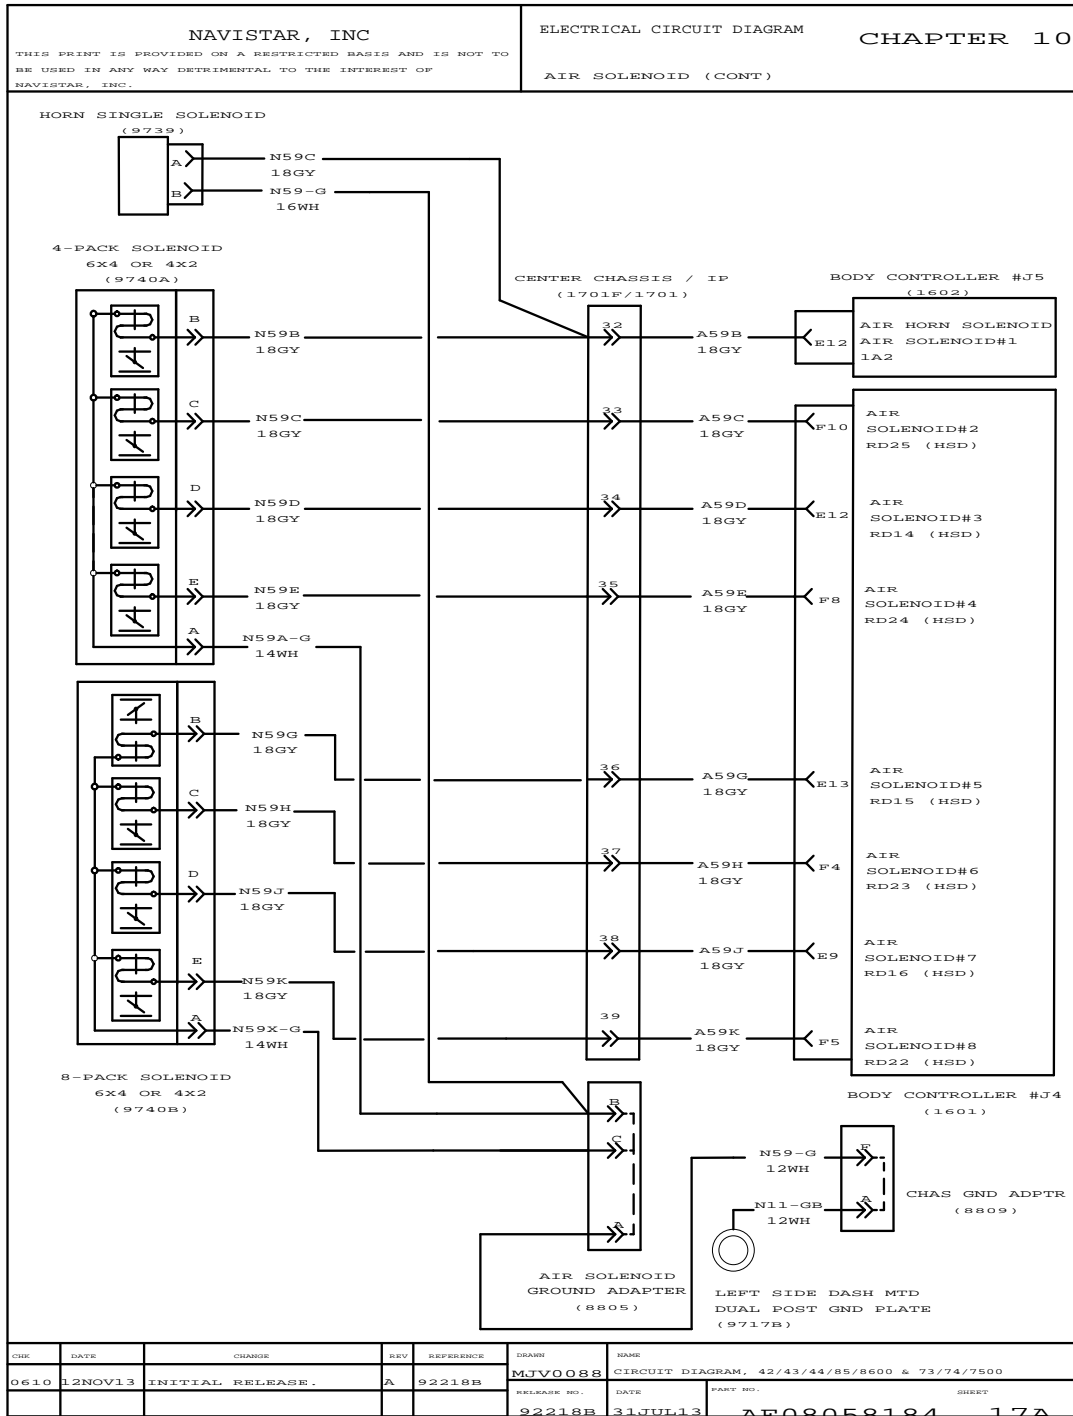 NAVISTAR, INC
THIS PRINT IS PROVIDED ON A RESTRICTED BASIS AND IS NOT TO
BE USED IN ANY WAY DETRIMENTAL TO THE INTEREST OF
NAVISTAR, INC.
ELECTRICAL CIRCUIT DIAGRAM
CHAPTER 10
AIR SOLENOID (CONT)
HORN SINGLE SOLENOID
(9739)
A
N59C
18GY
B
N59-G
16WH
4-PACK SOLENOID
6X4 OR 4X2
(9740A)
CENTER CHASSIS / IP
(1701F/1701)
BODY CONTROLLER #J5
(1602)
B
N59B
18GY
32
A59B
18GY
E12
AIR HORN SOLENOID
AIR SOLENOID#1
1A2
C
N59C
18GY
33
A59C
18GY
F10
AIR
SOLENOID#2
RD25 (HSD)
D
N59D
18GY
34
A59D
18GY
E12
AIR
SOLENOID#3
RD14 (HSD)
E
N59E
18GY
35
A59E
18GY
F8
AIR
SOLENOID#4
RD24 (HSD)
A
N59A-G
14WH
B
N59G
18GY
36
A59G
18GY
E13
AIR
SOLENOID#5
RD15 (HSD)
C
N59H
18GY
37
A59H
18GY
F4
AIR
SOLENOID#6
RD23 (HSD)
D
N59J
18GY
38
A59J
18GY
E9
AIR
SOLENOID#7
RD16 (HSD)
E
N59K
18GY
39
A59K
18GY
F5
AIR
SOLENOID#8
RD22 (HSD)
A
N59X-G
14WH
8-PACK SOLENOID
6X4 OR 4X2
(9740B)
BODY CONTROLLER #J4
(1601)
B
C
A
N59-G
12WH
F
N11-GB
12WH
A
CHAS GND ADPTR
(8809)
AIR SOLENOID
GROUND ADAPTER
(8805)
LEFT SIDE DASH MTD
DUAL POST GND PLATE
(9717B)
CHK DATE CHANGE REV REFERENCE DRAWN NAME
0610 12NOV13 INITIAL RELEASE. A 92218B MJV0088 CIRCUIT DIAGRAM, 42/43/44/85/8600 & 73/74/7500
RELEASE NO. DATE PART NO. SHEET
92218B 31JUL13 AF08058184 17A